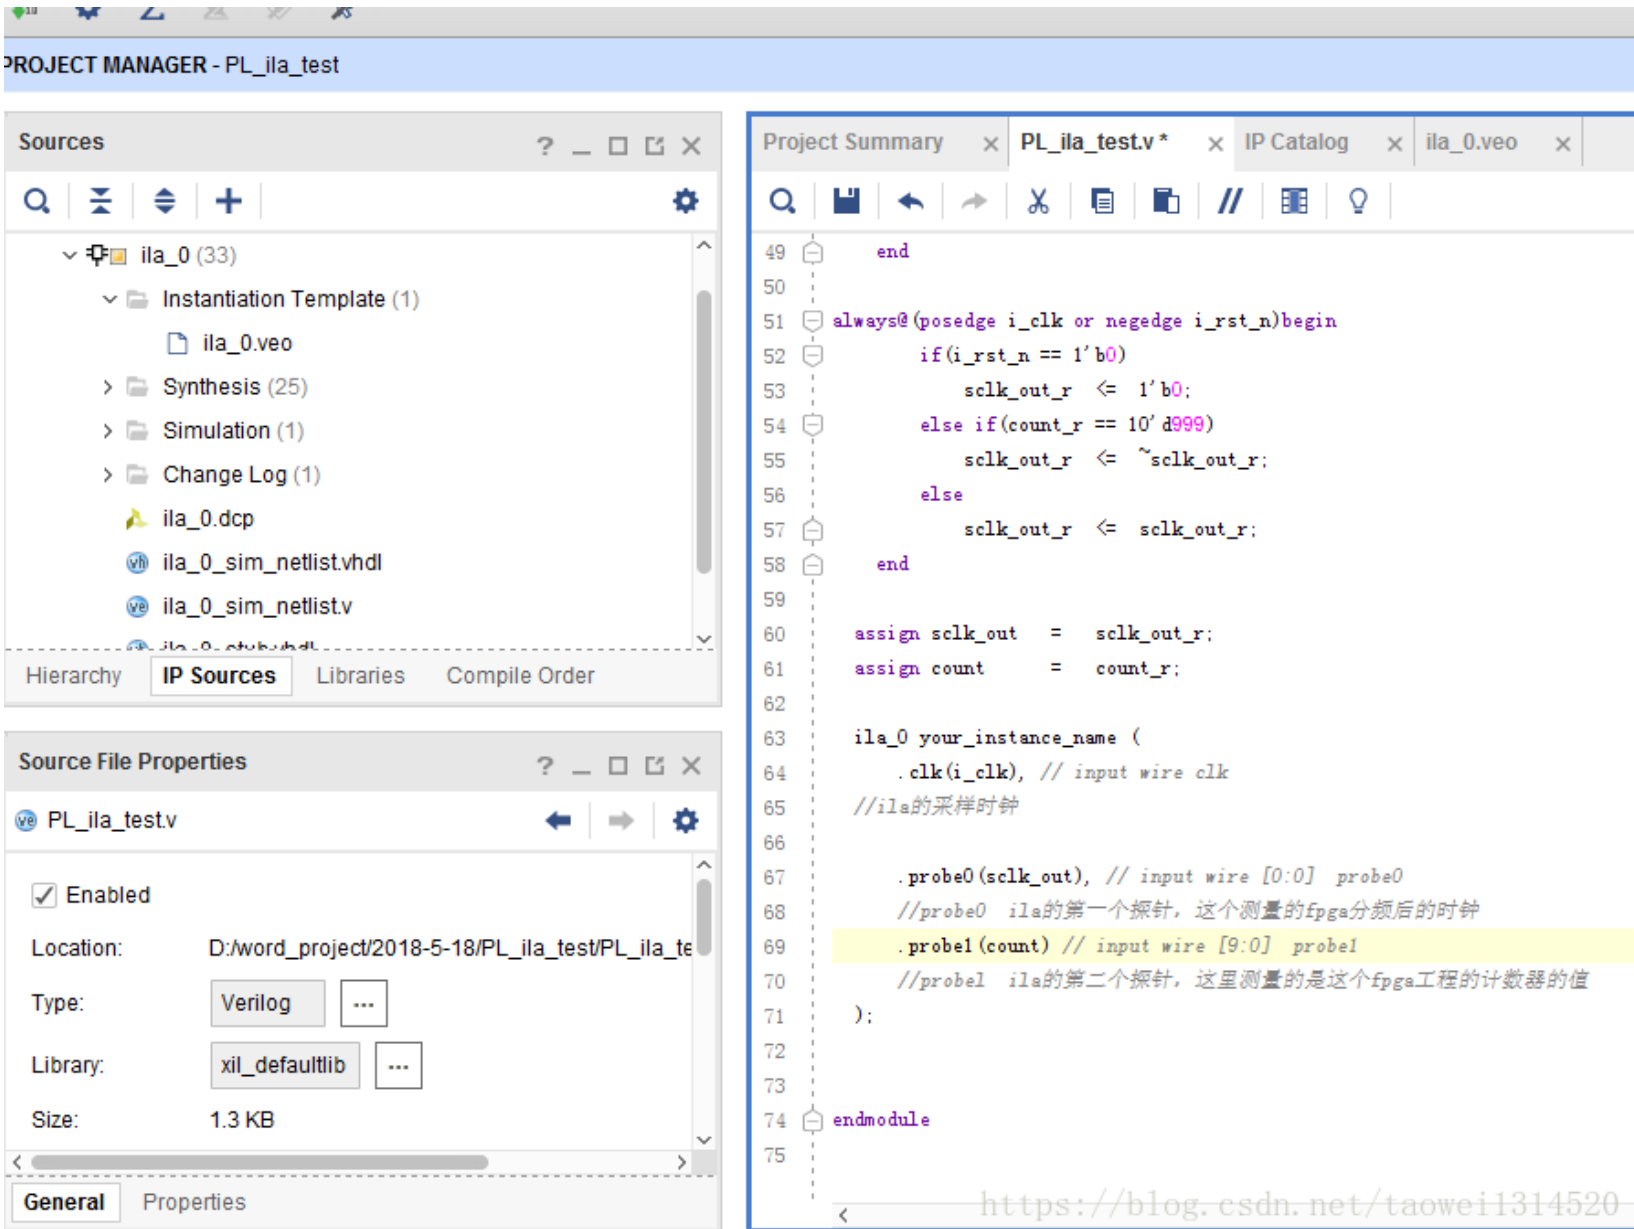 PROJECT MANAGER - PL_ila_test
Sources
ila_0 (33)
Instantiation Template (1)
ila_0.veo
Synthesis (25)
Simulation (1)
Change Log (1)
ila_0.dcp
ila_0_sim_netlist.vhdl
ila_0_sim_netlist.v
ila_0_stub.vhdl
Hierarchy IP Sources Libraries Compile Order
Source File Properties
PL_ila_test.v
Enabled
Location: D:/word_project/2018-5-18/PL_ila_test/PL_ila_te
Type: Verilog ...
Library: xil_defaultlib ...
Size: 1.3 KB
General Properties
Project Summary PL_ila_test.v * IP Catalog ila_0.veo
49 end
50
51 always@(posedge i_clk or negedge i_rst_n)begin
52 if(i_rst_n == 1'b0)
53 sclk_out_r <= 1'b0;
54 else if(count_r == 10'd999)
55 sclk_out_r <= ~sclk_out_r;
56 else
57 sclk_out_r <= sclk_out_r;
58 end
59
60 assign sclk_out = sclk_out_r;
61 assign count = count_r;
62
63 ila_0 your_instance_name (
64 .clk(i_clk), // input wire clk
65 //ila的采样时钟
66
67 .probe0(sclk_out), // input wire [0:0] probe0
68 //probe0 ila的第一个探针，这个测量的fpga分频后的时钟
69 .probe1(count) // input wire [9:0] probe1
70 //probe1 ila的第二个探针，这里测量的是这个fpga工程的计数器的值
71 );
72
73
74 endmodule
75
https://blog.csdn.net/taowei1314520